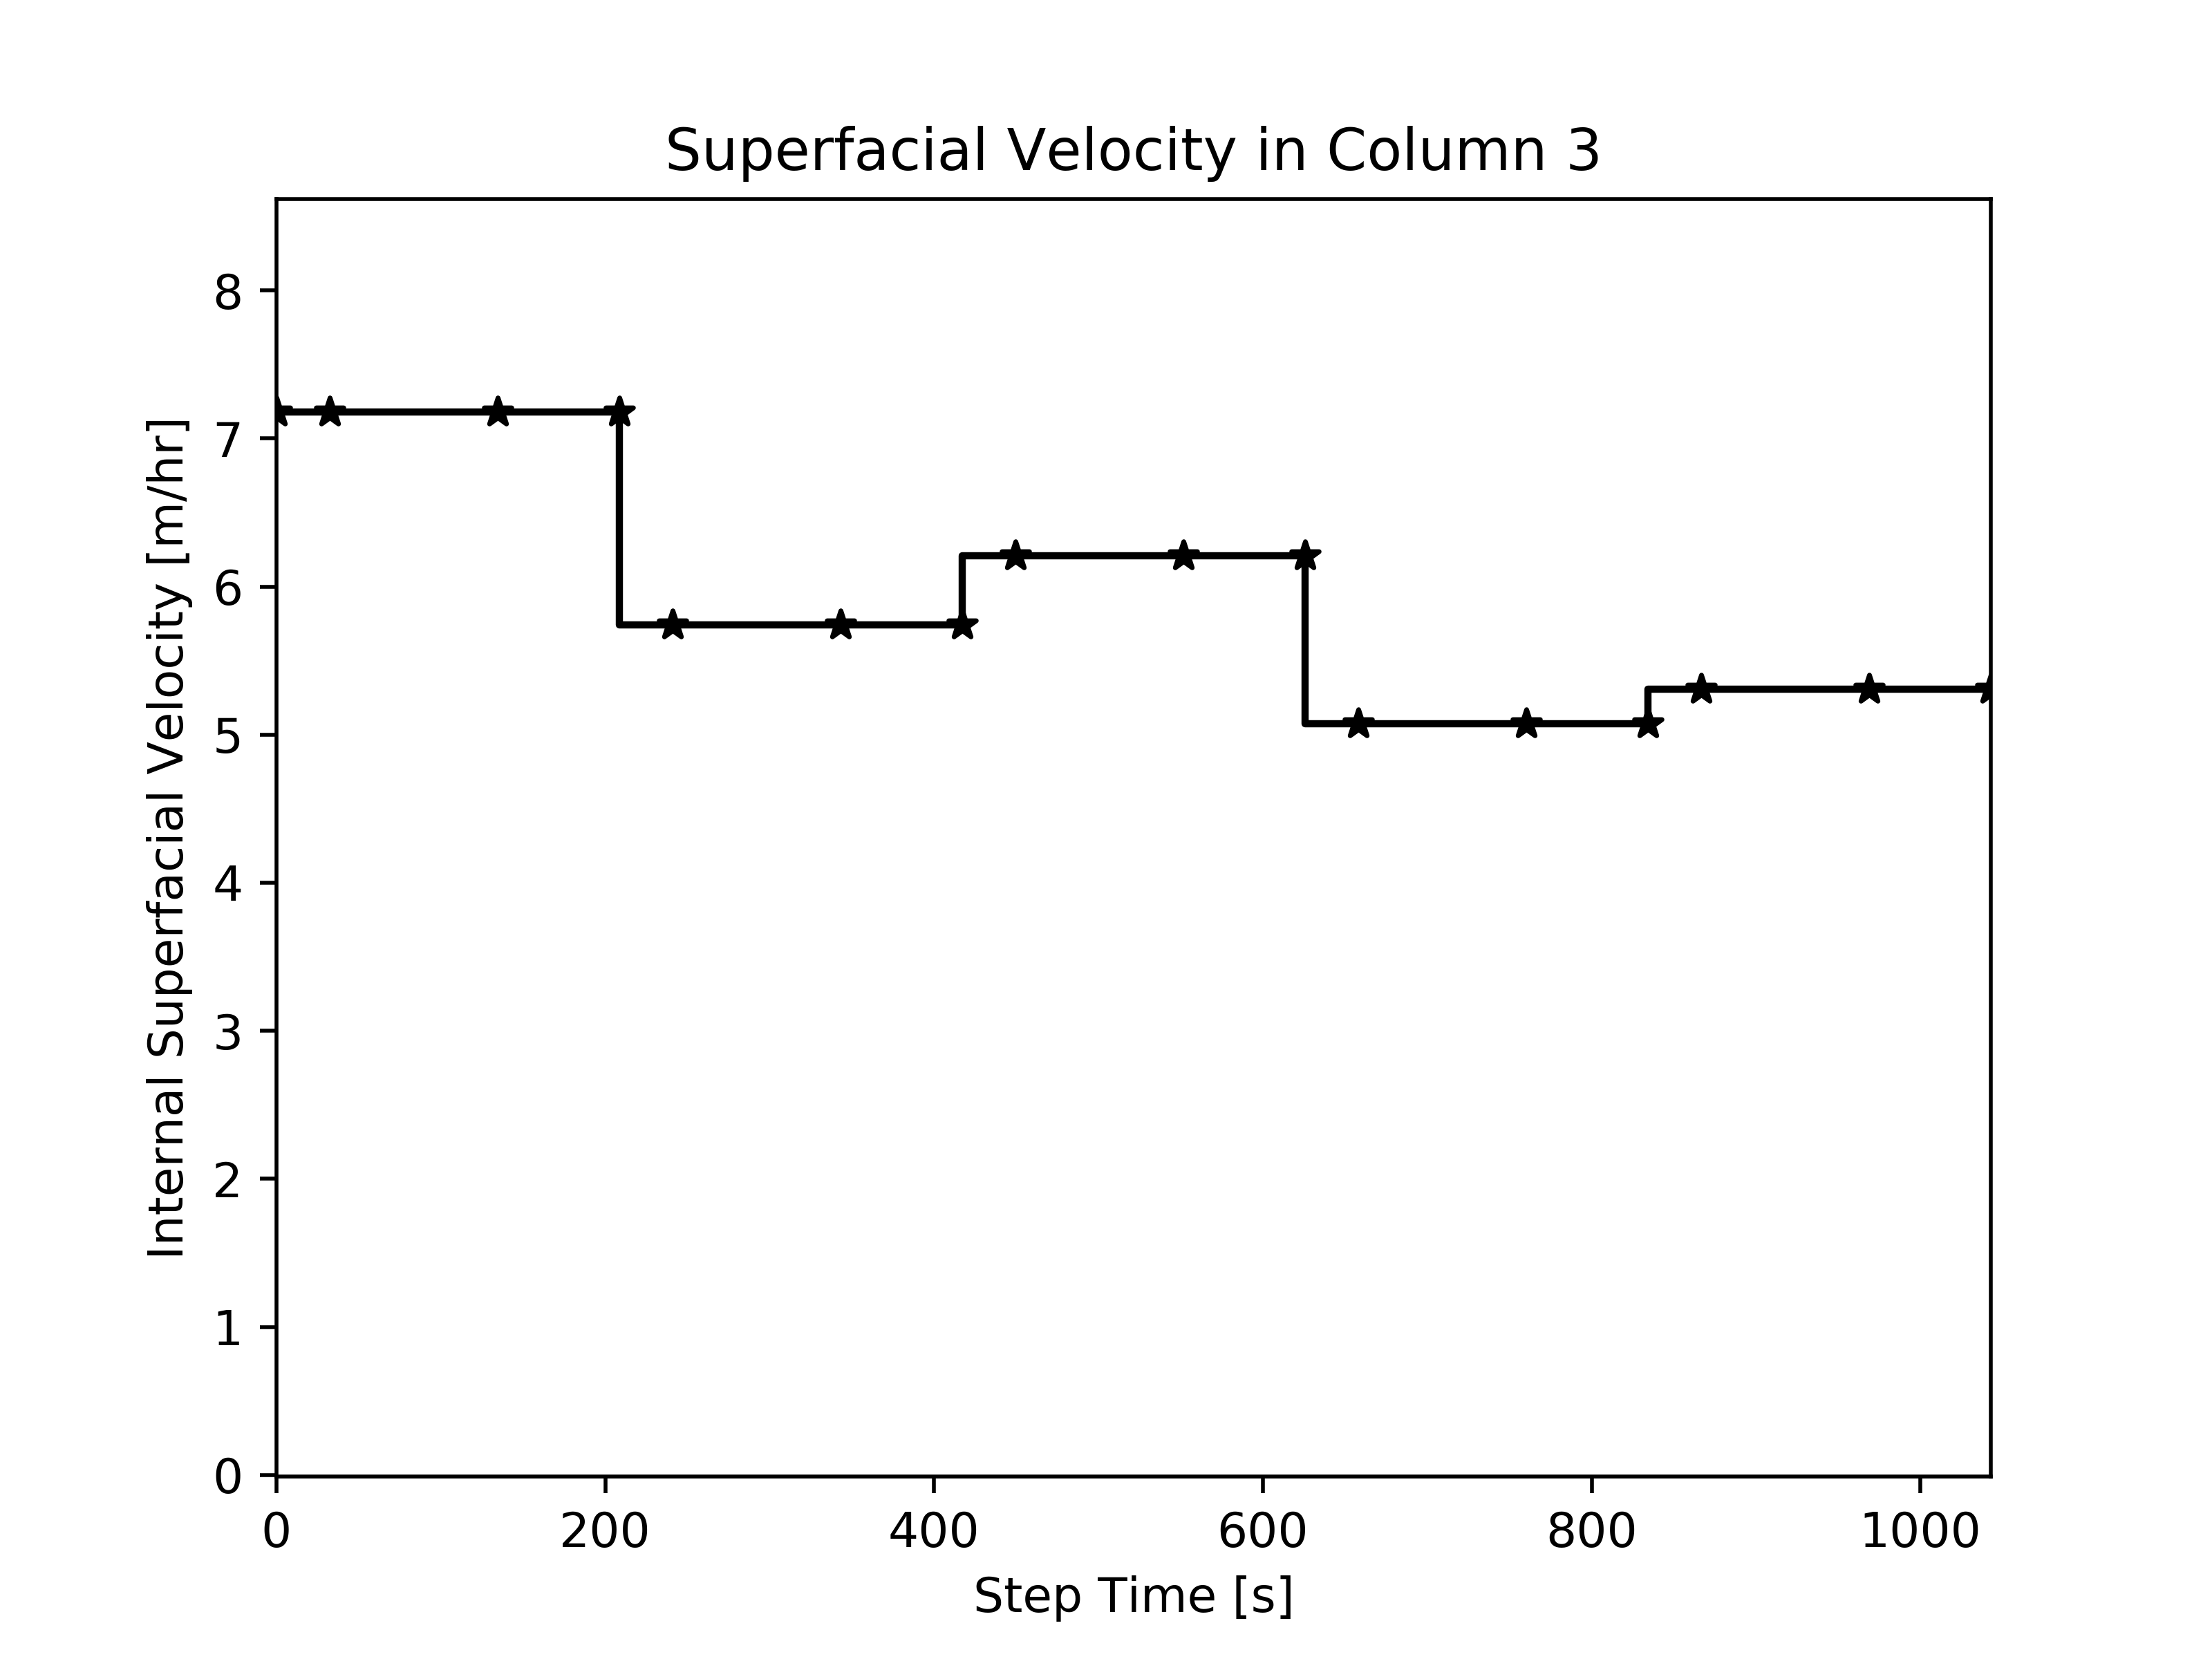 Superfacial Velocity in Column 3
Internal Superfacial Velocity [m/hr]
8
7
6
5
4
3
2
1
0
0 200 400 600 800 1000
Step Time [s]